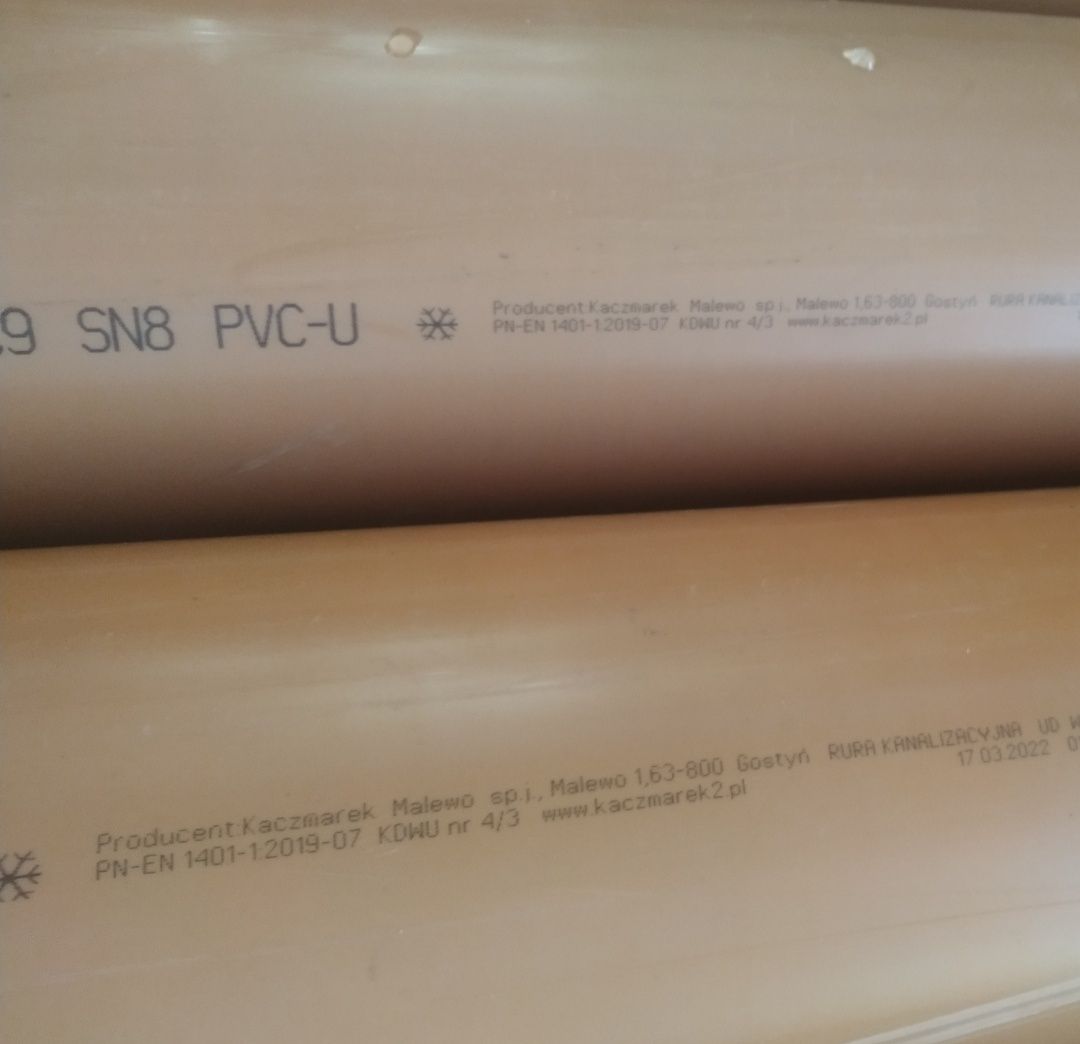 .9 SN8 PVC-U
Producent:Kaczmarek Malewo sp.j., Malewo 1,63-800 Gostyń RURA KANALIZ
PN-EN 1401-1:2019-07 KDWU nr 4/3 www.kaczmarek2.pl
Producent:Kaczmarek Malewo sp.j., Malewo 1,63-800 Gostyń RURA KANALIZACYJNA UD
PN-EN 1401-1:2019-07 KDWU nr 4/3 www.kaczmarek2.pl 17 03.2022